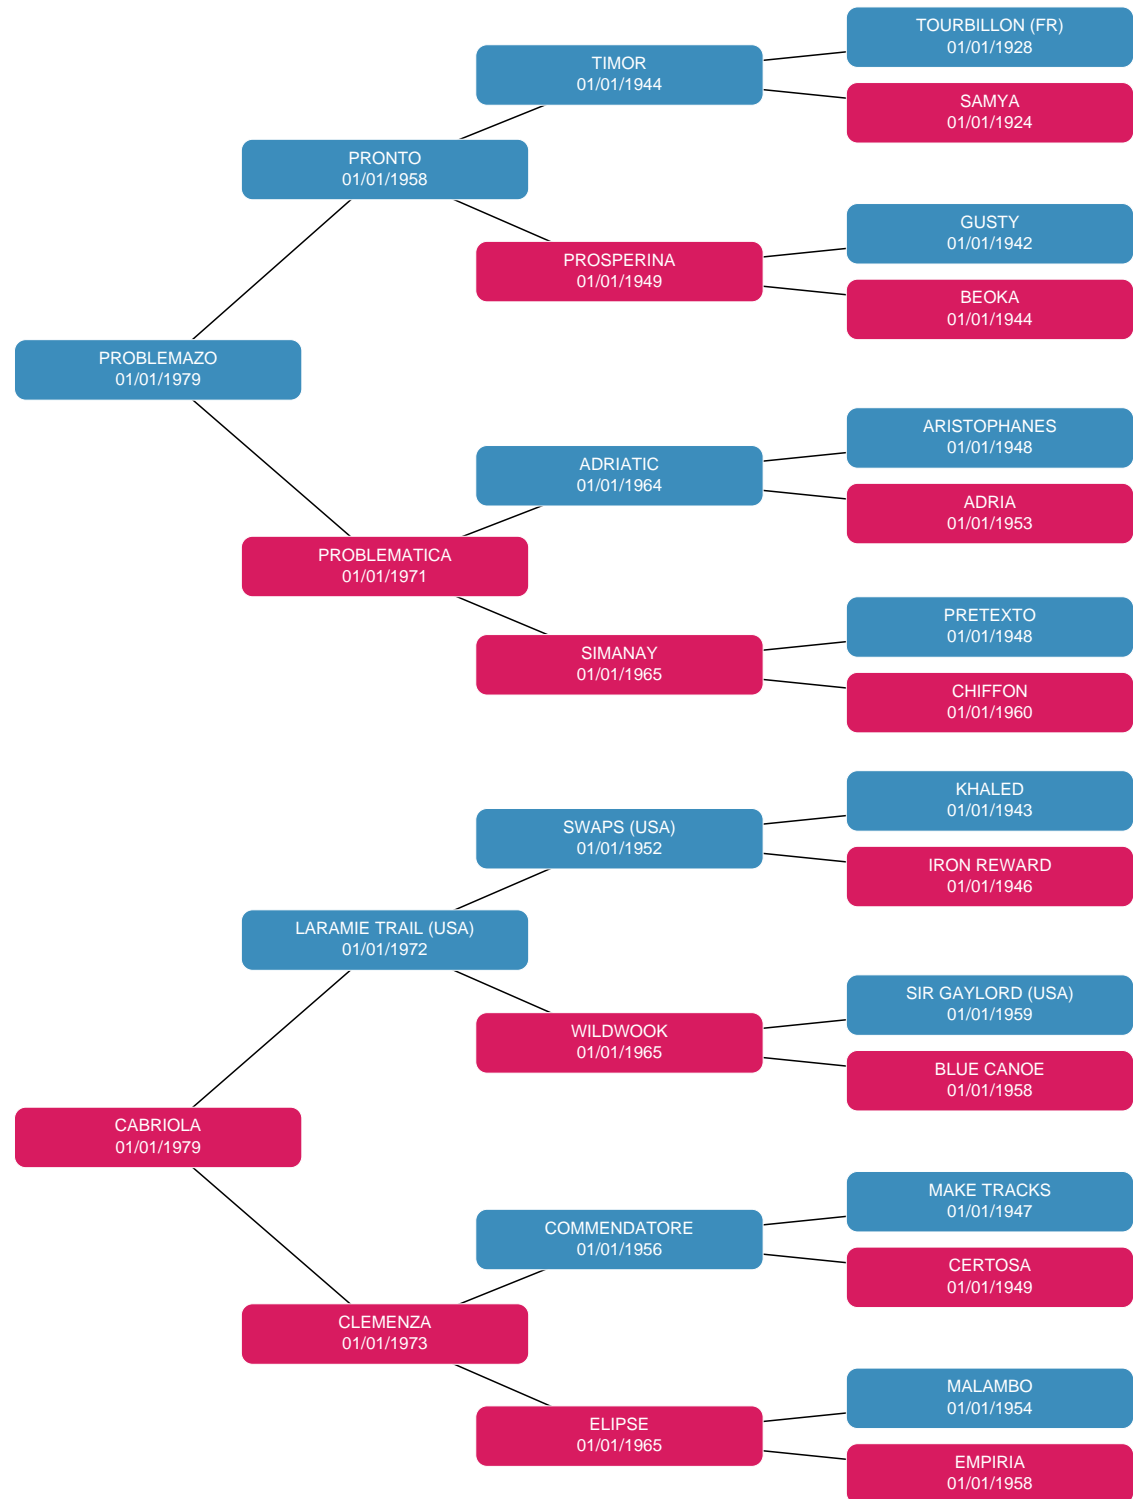 TOURBILLON (FR)
01/01/1928
TIMOR
01/01/1944
SAMYA
01/01/1924
PRONTO
01/01/1958
GUSTY
01/01/1942
PROSPERINA
01/01/1949
BEOKA
01/01/1944
PROBLEMAZO
01/01/1979
ARISTOPHANES
01/01/1948
ADRIATIC
01/01/1964
ADRIA
01/01/1953
PROBLEMATICA
01/01/1971
PRETEXTO
01/01/1948
SIMANAY
01/01/1965
CHIFFON
01/01/1960
KHALED
01/01/1943
SWAPS (USA)
01/01/1952
IRON REWARD
01/01/1946
LARAMIE TRAIL (USA)
01/01/1972
SIR GAYLORD (USA)
01/01/1959
WILDWOOK
01/01/1965
BLUE CANOE
01/01/1958
CABRIOLA
01/01/1979
MAKE TRACKS
01/01/1947
COMMENDATORE
01/01/1956
CERTOSA
01/01/1949
CLEMENZA
01/01/1973
MALAMBO
01/01/1954
ELIPSE
01/01/1965
EMPIRIA
01/01/1958